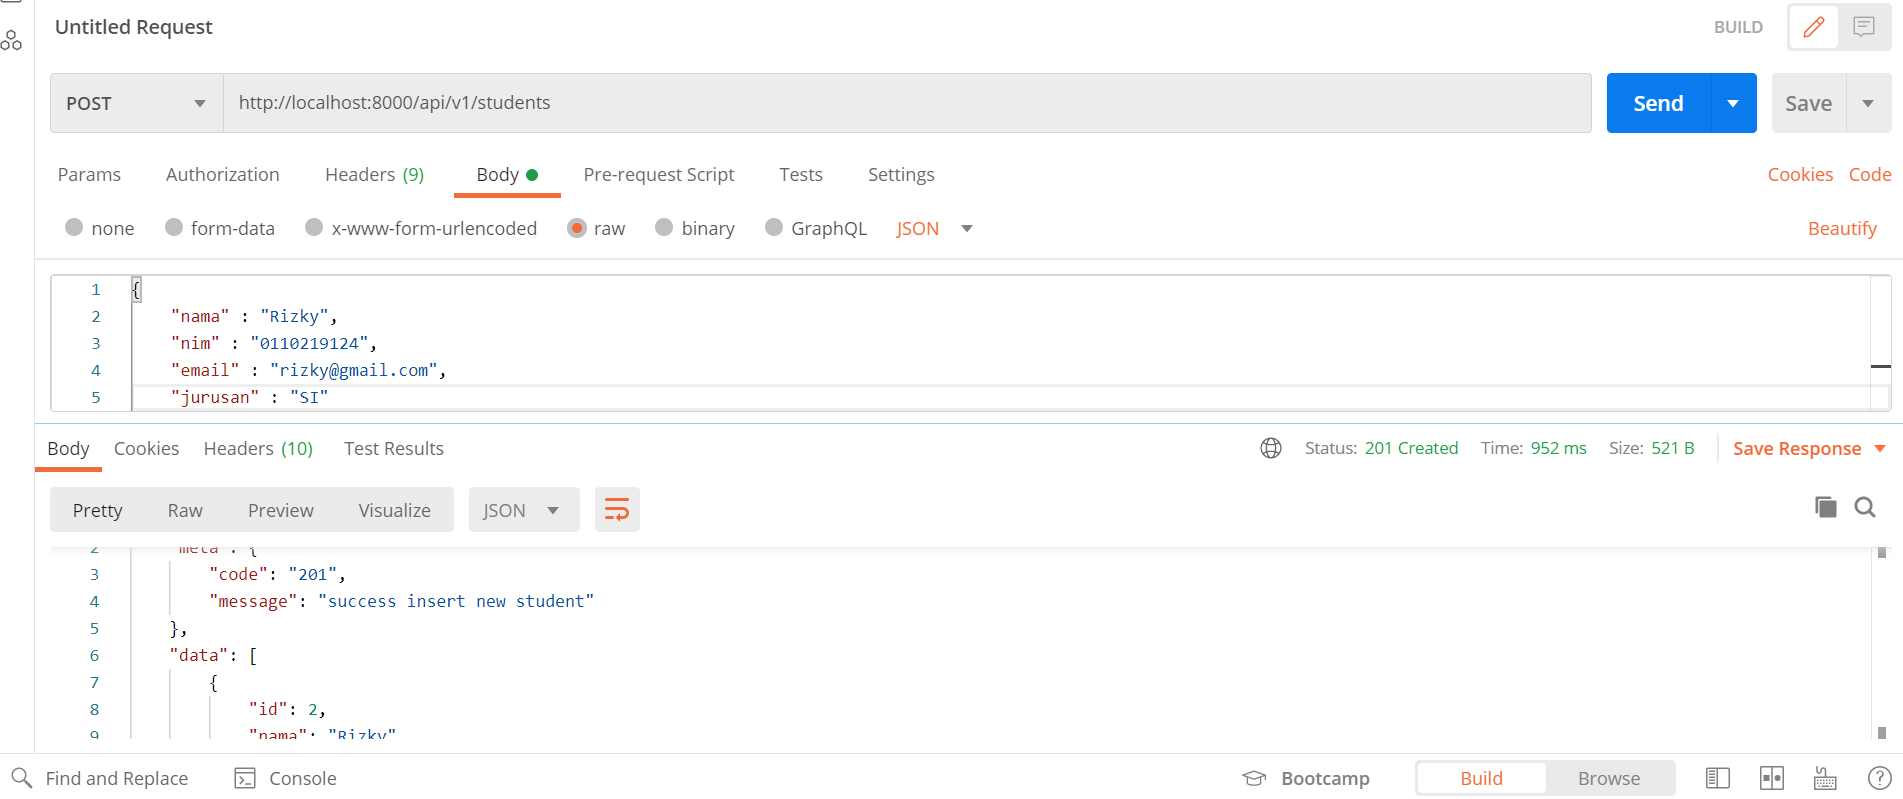 Untitled Request
BUILD
POST
http://localhost:8000/api/v1/students
Send
Save
Params Authorization Headers (9) Body Pre-request Script Tests Settings Cookies Code
none form-data x-www-form-urlencoded raw binary GraphQL JSON Beautify
1 {
2 "nama" : "Rizky",
3 "nim" : "0110219124",
4 "email" : "rizky@gmail.com",
5 "jurusan" : "SI"
Body Cookies Headers (10) Test Results Status: 201 Created Time: 952 ms Size: 521 B Save Response
Pretty Raw Preview Visualize JSON
2 "meta": {
3 "code": "201",
4 "message": "success insert new student"
5 },
6 "data": [
7 {
8 "id": 2,
9 "nama": "Rizky"
Find and Replace Console Bootcamp Build Browse